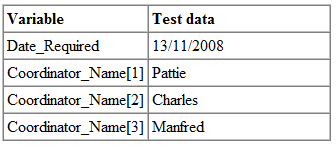 Variable Test data
Date_Required 13/11/2008
Coordinator_Name[1] Pattie
Coordinator_Name[2] Charles
Coordinator_Name[3] Manfred